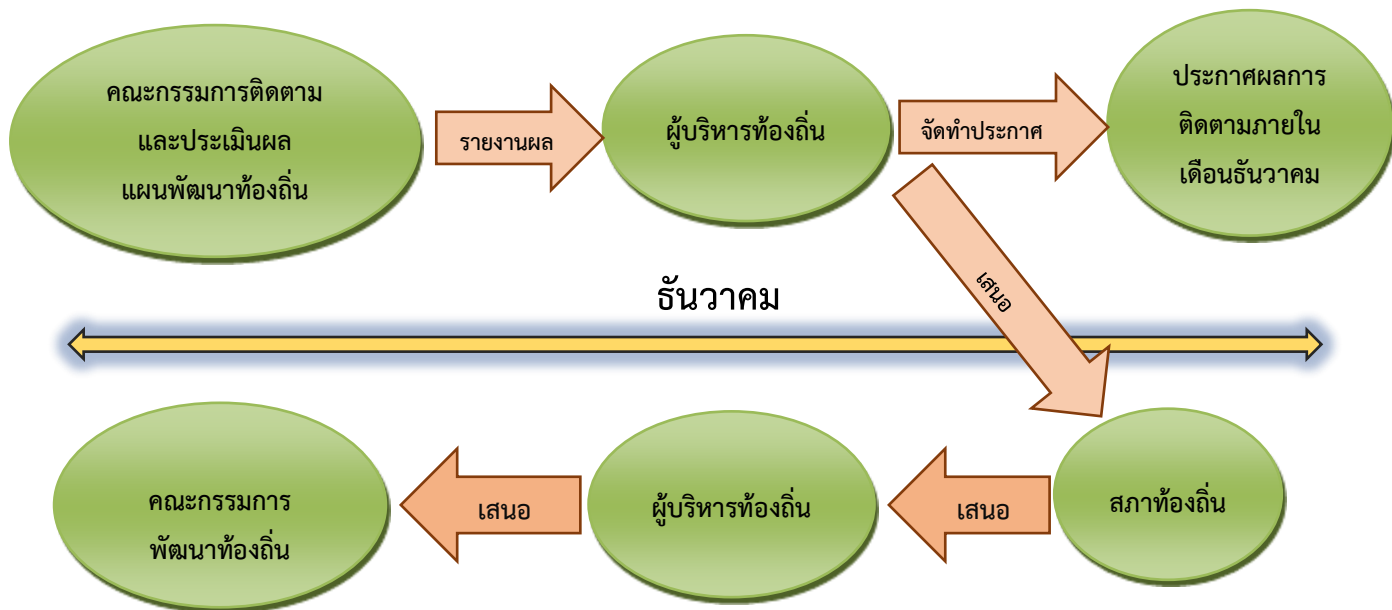 คณะกรรมการติดตาม
และประเมินผล
แผนพัฒนาท้องถิ่น
รายงานผล
ผู้บริหารท้องถิ่น
จัดทำประกาศ
ประกาศผลการ
ติดตามภายใน
เดือนธันวาคม
เสนอ
ธันวาคม
คณะกรรมการ
พัฒนาท้องถิ่น
เสนอ
ผู้บริหารท้องถิ่น
เสนอ
สภาท้องถิ่น